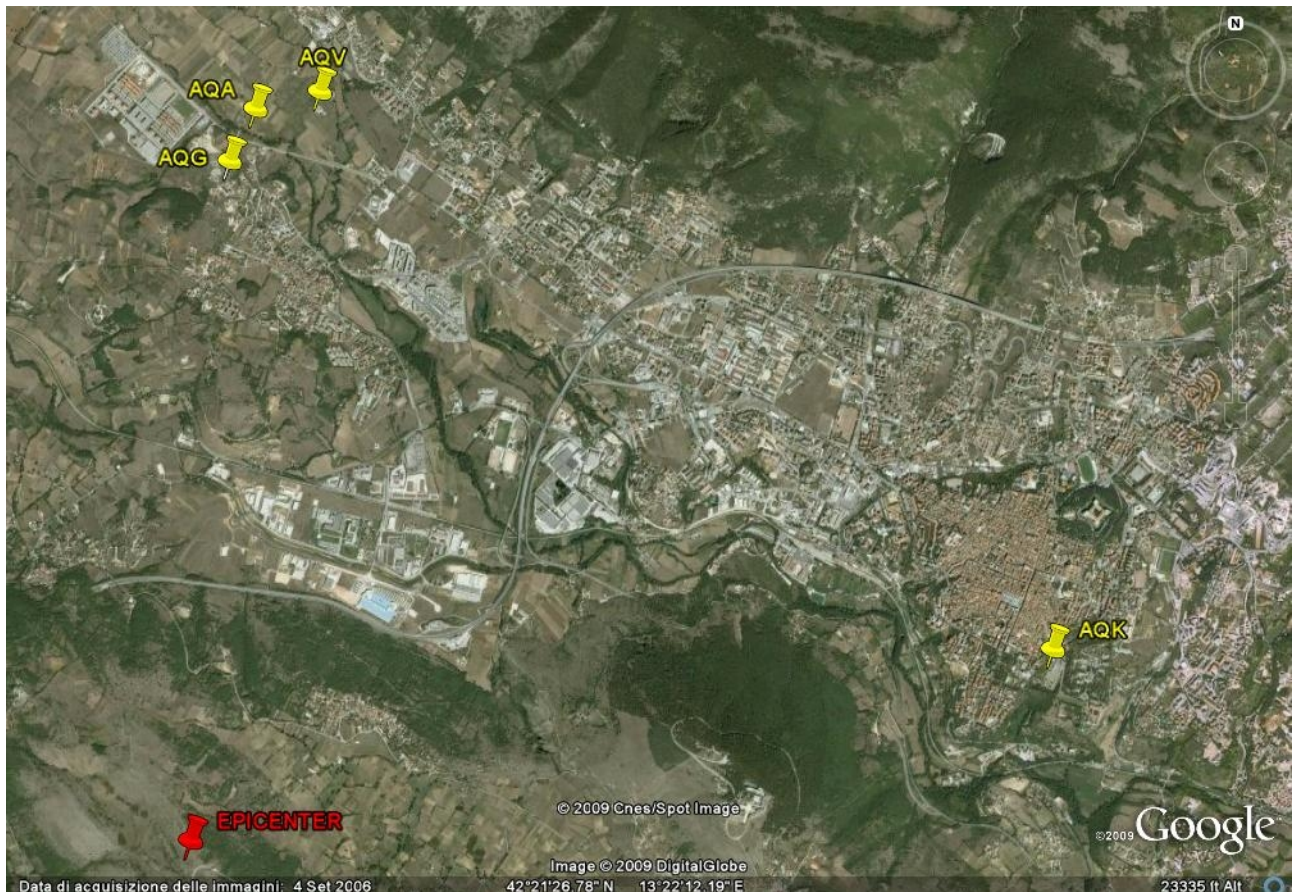 N
AQV
AQA
AQG
AQK
EPICENTER
© 2009 Cnes/Spot Image
©2009 Google™
Image © 2009 DigitalGlobe
Data di acquisizione delle immagini: 4 Set 2006 42°21'26.78" N 13°22'12.19" E 23335 ft Alt